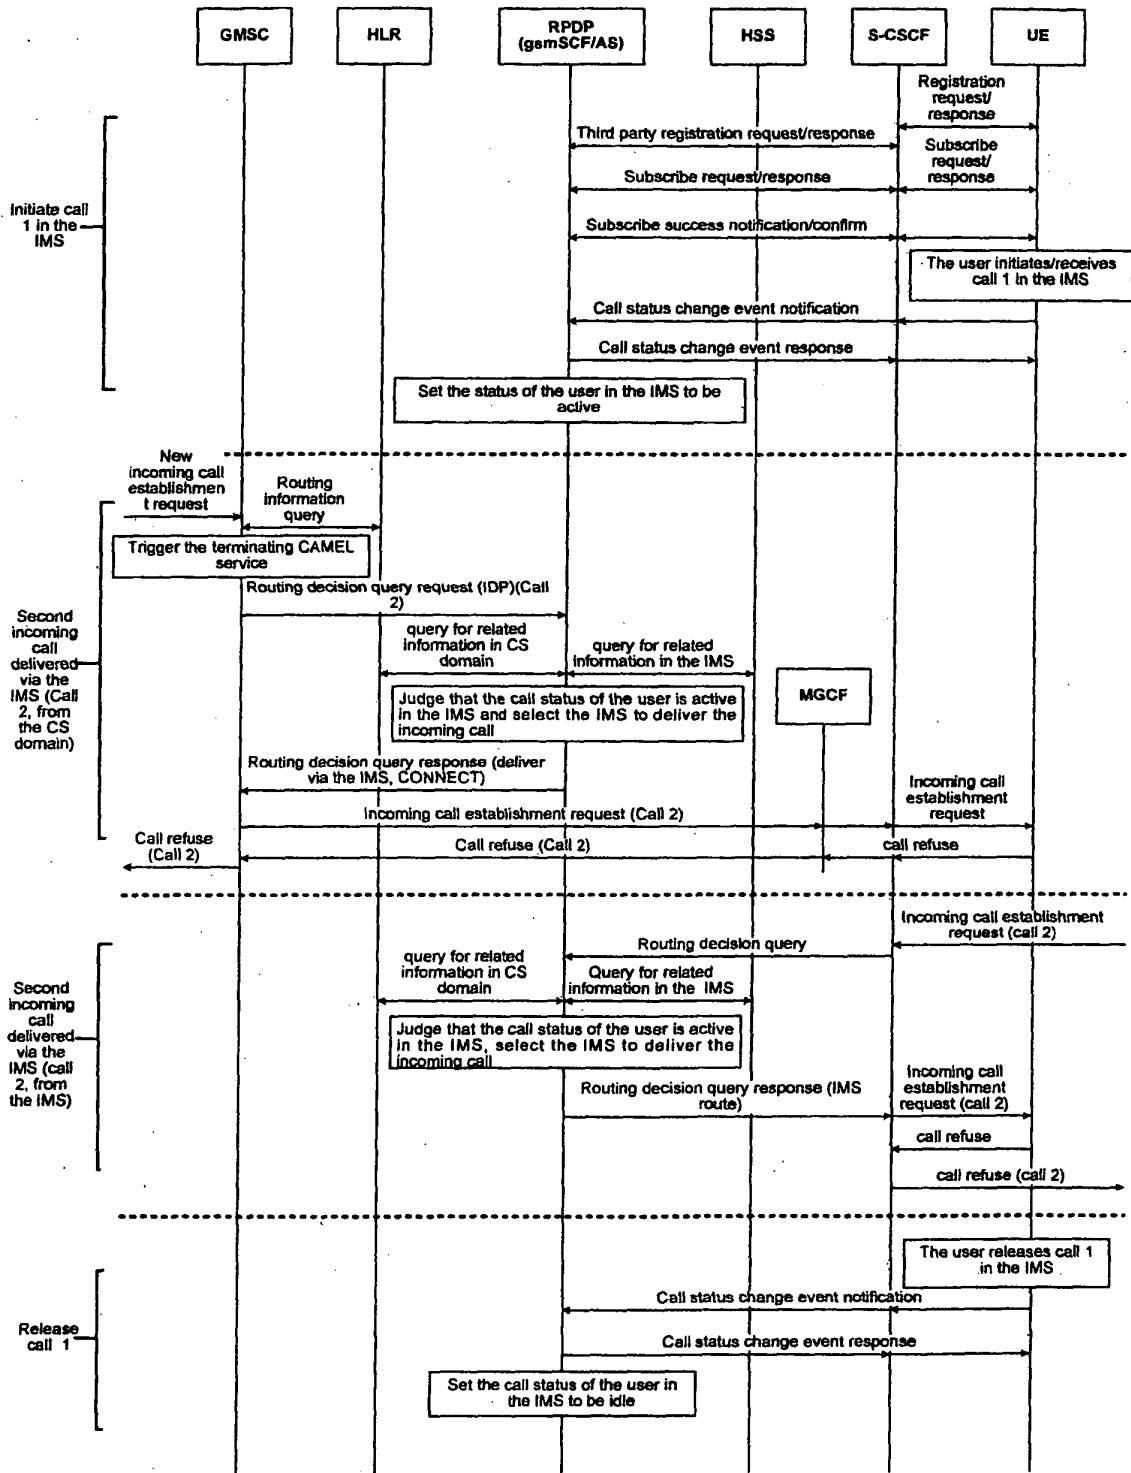 GMSC
HLR
RPDP
(gsmSCF/AS)
HSS
S-CSCF
UE
Registration
request/
response
Third party registration request/response
Subscribe
request/
response
Subscribe request/response
Initiate call
1 in the
IMS
Subscribe success notification/confirm
The user initiates/receives
call 1 in the IMS
Call status change event notification
Call status change event response
Set the status of the user in the IMS to be
active
New
incoming call
establishmen
t request
Routing
information
query
Trigger the terminating CAMEL
service
Routing decision query request (IDP)(Call
2)
Second
incoming
call
delivered
via the
IMS (Call
2, from
the CS
domain)
query for related
information in CS
domain
query for related
information in the IMS
MGCF
Judge that the call status of the user is active
in the IMS and select the IMS to deliver the
incoming call
Routing decision query response (deliver
via the IMS, CONNECT)
Incoming call
establishment
request
Incoming call establishment request (Call 2)
Call refuse
(Call 2)
Call refuse (Call 2)
call refuse
Incoming call establishment
request (call 2)
Routing decision query
query for related
information in CS
domain
Query for related
information in the IMS
Second
incoming
call
delivered
via the
IMS (call
2, from
the IMS)
Judge that the call status of the user is active
in the IMS, select the IMS to deliver the
incoming call
Routing decision query response (IMS
route)
Incoming call
establishment
request (call 2)
call refuse
call refuse (call 2)
The user releases call 1
in the IMS
Call status change event notification
Release
call 1
Call status change event response
Set the call status of the user in
the IMS to be idle